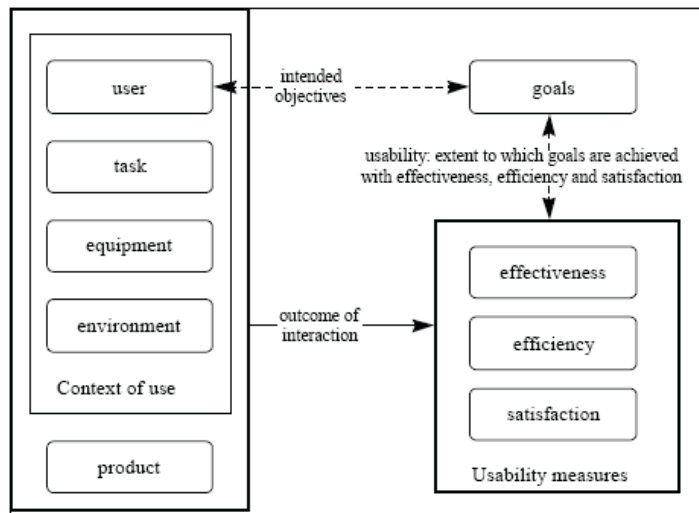 user
intended
objectives
goals
task
usability: extent to which goals are achieved
with effectiveness, efficiency and satisfaction
equipment
effectiveness
environment
outcome of
interaction
efficiency
Context of use
satisfaction
product
Usability measures